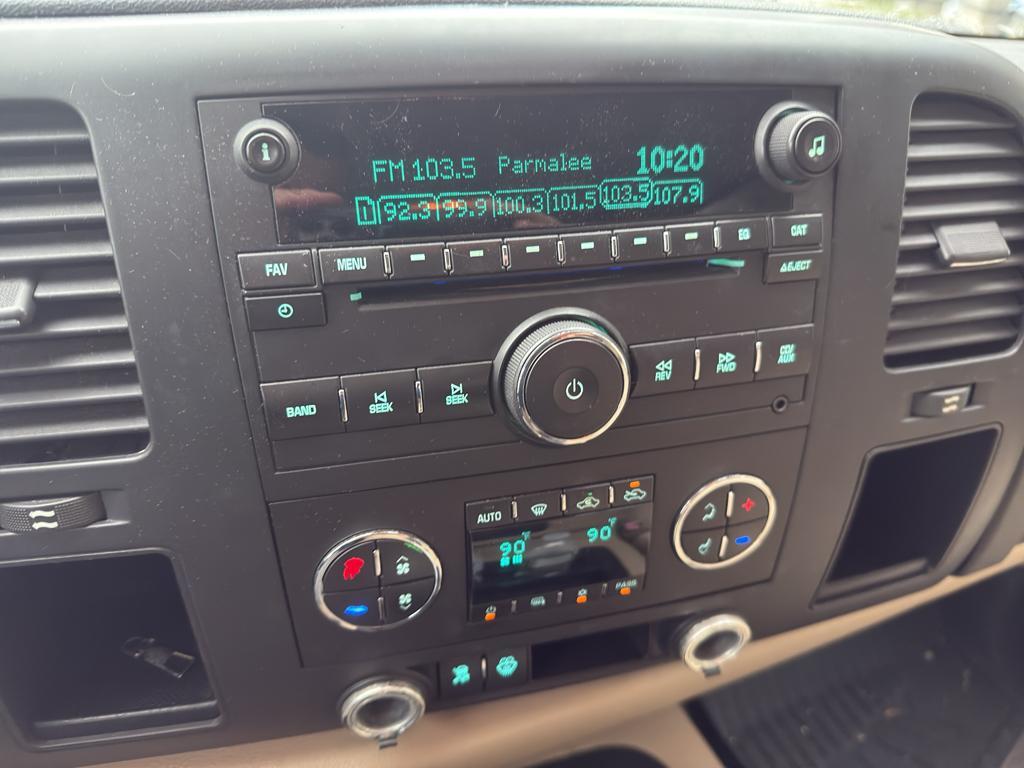 i
FM 103.5 Parmalee 10:20
1 92.3 99.9 100.3 101.5 103.5 107.9
FAV
MENU
EQ
CAT
EJECT
BAND
SEEK
SEEK
REV
FWD
CD/
AUX
AUTO
90°F 90°F
PASS